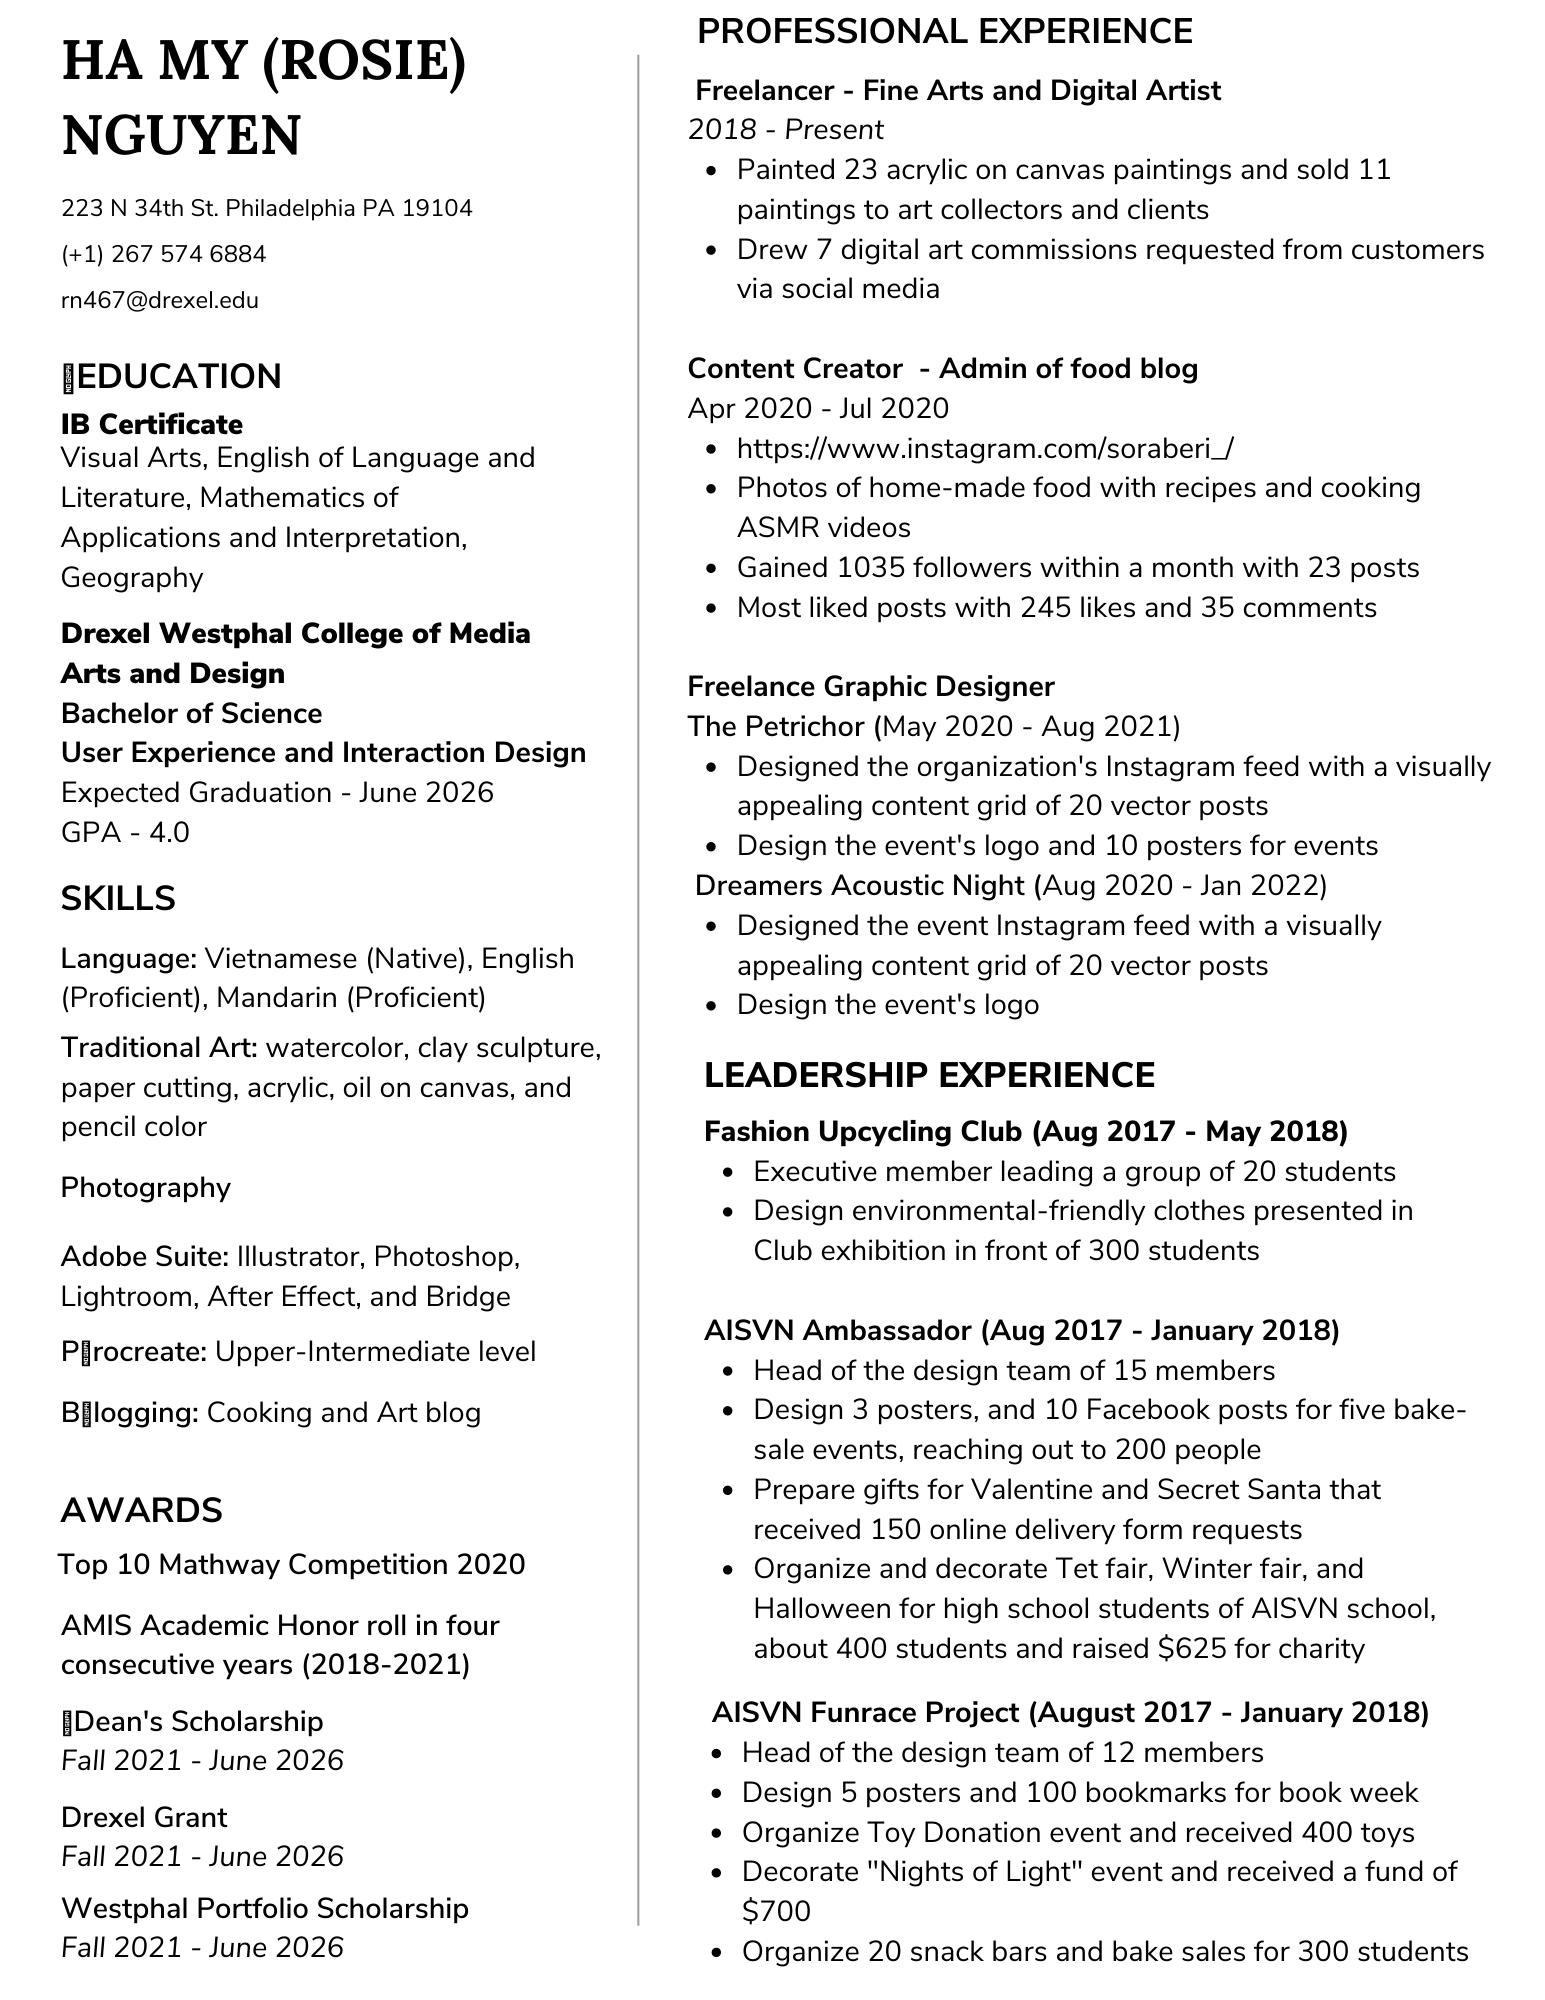 HA MY (ROSIE)
NGUYEN
223 N 34th St. Philadelphia PA 19104
(+1) 267 574 6884
rn467@drexel.edu
EDUCATION
IB Certificate
Visual Arts, English of Language and
Literature, Mathematics of
Applications and Interpretation,
Geography
Drexel Westphal College of Media
Arts and Design
Bachelor of Science
User Experience and Interaction Design
Expected Graduation - June 2026
GPA - 4.0
SKILLS
Language: Vietnamese (Native), English
(Proficient), Mandarin (Proficient)
Traditional Art: watercolor, clay sculpture,
paper cutting, acrylic, oil on canvas, and
pencil color
Photography
Adobe Suite: Illustrator, Photoshop,
Lightroom, After Effect, and Bridge
Procreate: Upper-Intermediate level
Blogging: Cooking and Art blog
AWARDS
Top 10 Mathway Competition 2020
AMIS Academic Honor roll in four
consecutive years (2018-2021)
Dean's Scholarship
Fall 2021 - June 2026
Drexel Grant
Fall 2021 - June 2026
Westphal Portfolio Scholarship
Fall 2021 - June 2026
PROFESSIONAL EXPERIENCE
Freelancer - Fine Arts and Digital Artist
2018 - Present
• Painted 23 acrylic on canvas paintings and sold 11
paintings to art collectors and clients
• Drew 7 digital art commissions requested from customers
via social media
Content Creator - Admin of food blog
Apr 2020 - Jul 2020
• https://www.instagram.com/soraberi_/
• Photos of home-made food with recipes and cooking
ASMR videos
• Gained 1035 followers within a month with 23 posts
• Most liked posts with 245 likes and 35 comments
Freelance Graphic Designer
The Petrichor (May 2020 - Aug 2021)
• Designed the organization's Instagram feed with a visually
appealing content grid of 20 vector posts
• Design the event's logo and 10 posters for events
Dreamers Acoustic Night (Aug 2020 - Jan 2022)
• Designed the event Instagram feed with a visually
appealing content grid of 20 vector posts
• Design the event's logo
LEADERSHIP EXPERIENCE
Fashion Upcycling Club (Aug 2017 - May 2018)
• Executive member leading a group of 20 students
• Design environmental-friendly clothes presented in
Club exhibition in front of 300 students
AISVN Ambassador (Aug 2017 - January 2018)
• Head of the design team of 15 members
• Design 3 posters, and 10 Facebook posts for five bake-
sale events, reaching out to 200 people
• Prepare gifts for Valentine and Secret Santa that
received 150 online delivery form requests
• Organize and decorate Tet fair, Winter fair, and
Halloween for high school students of AISVN school,
about 400 students and raised $625 for charity
AISVN Funrace Project (August 2017 - January 2018)
• Head of the design team of 12 members
• Design 5 posters and 100 bookmarks for book week
• Organize Toy Donation event and received 400 toys
• Decorate "Nights of Light" event and received a fund of
$700
• Organize 20 snack bars and bake sales for 300 students